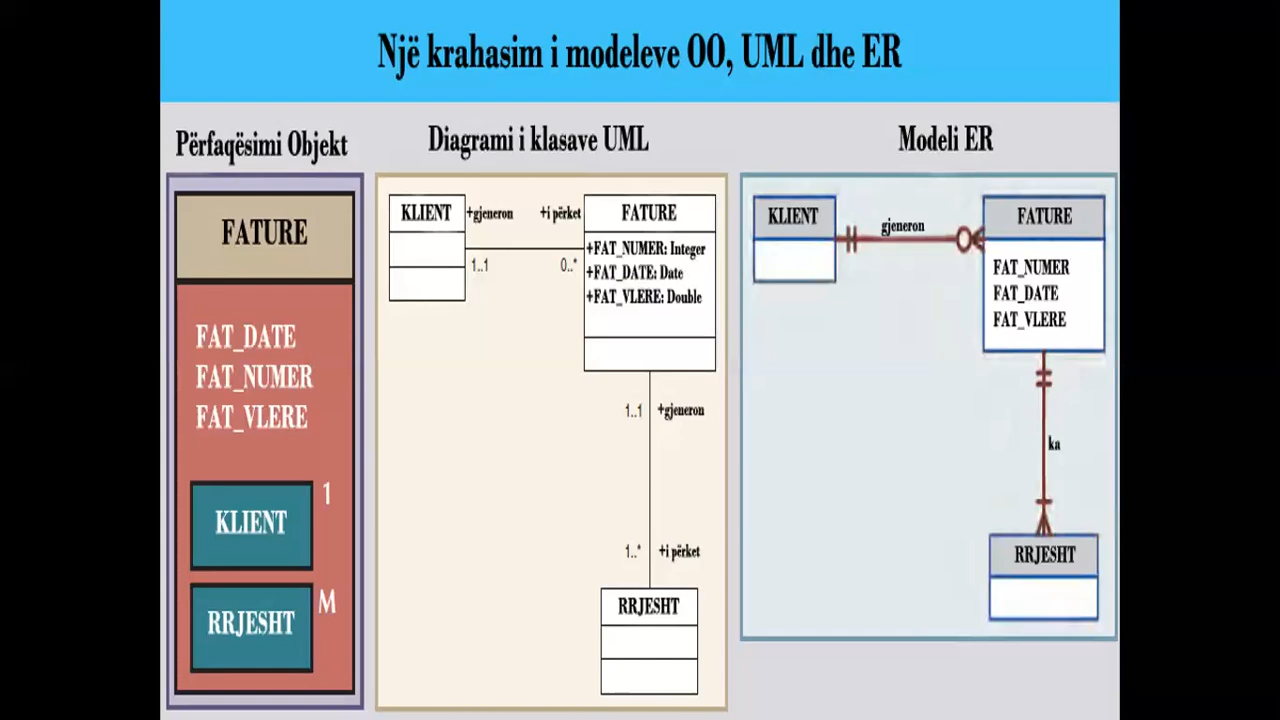 Një krahasim i modeleve OO, UML dhe ER
Përfaqësimi Objekt
FATURE
FAT_DATE
FAT_NUMER
FAT_VLERE
KLIENT
1
RRJESHT
M
Diagrami i klasave UML
KLIENT
+gjeneron
+i përket
1..1
0..*
FATURE
+FAT_NUMER: Integer
+FAT_DATE: Date
+FAT_VLERE: Double
1..1
+gjeneron
1..*
+i përket
RRJESHT
Modeli ER
KLIENT
gjeneron
FATURE
FAT_NUMER
FAT_DATE
FAT_VLERE
ka
RRJESHT